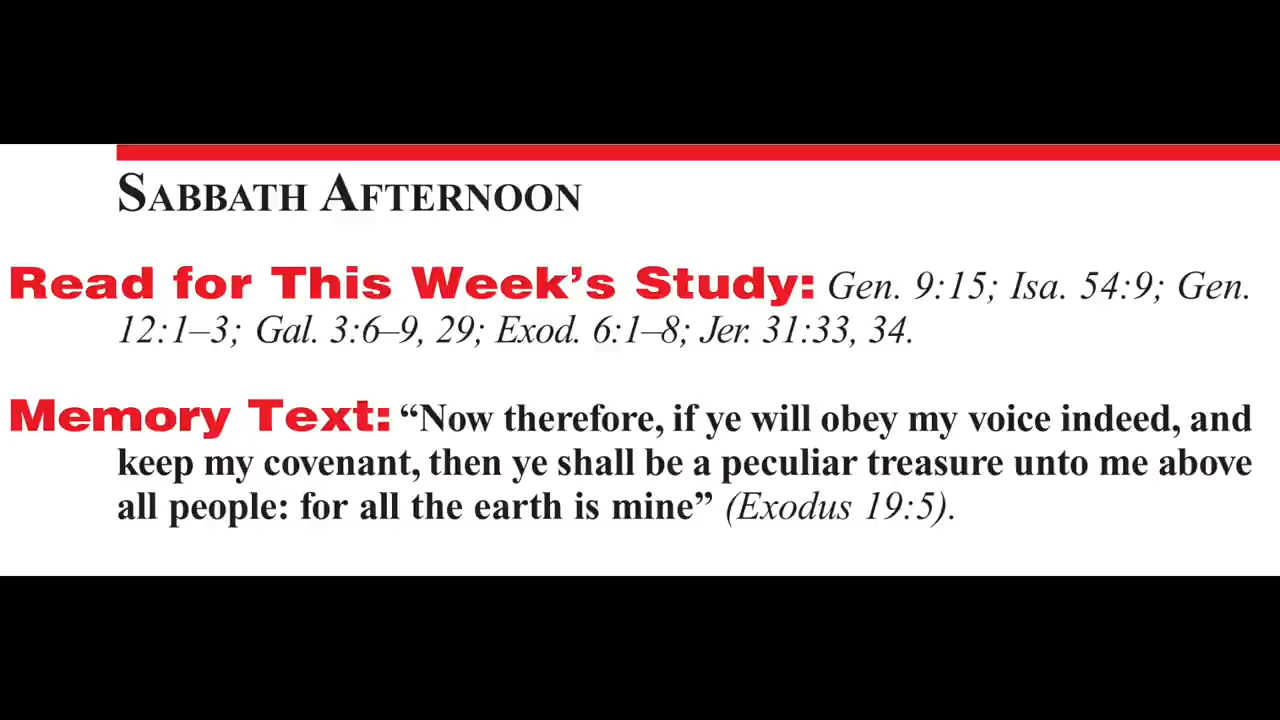 SABBATH AFTERNOON
Read for This Week’s Study: Gen. 9:15; Isa. 54:9; Gen.
12:1–3; Gal. 3:6–9, 29; Exod. 6:1–8; Jer. 31:33, 34.
Memory Text: “Now therefore, if ye will obey my voice indeed, and
keep my covenant, then ye shall be a peculiar treasure unto me above
all people: for all the earth is mine” (Exodus 19:5).